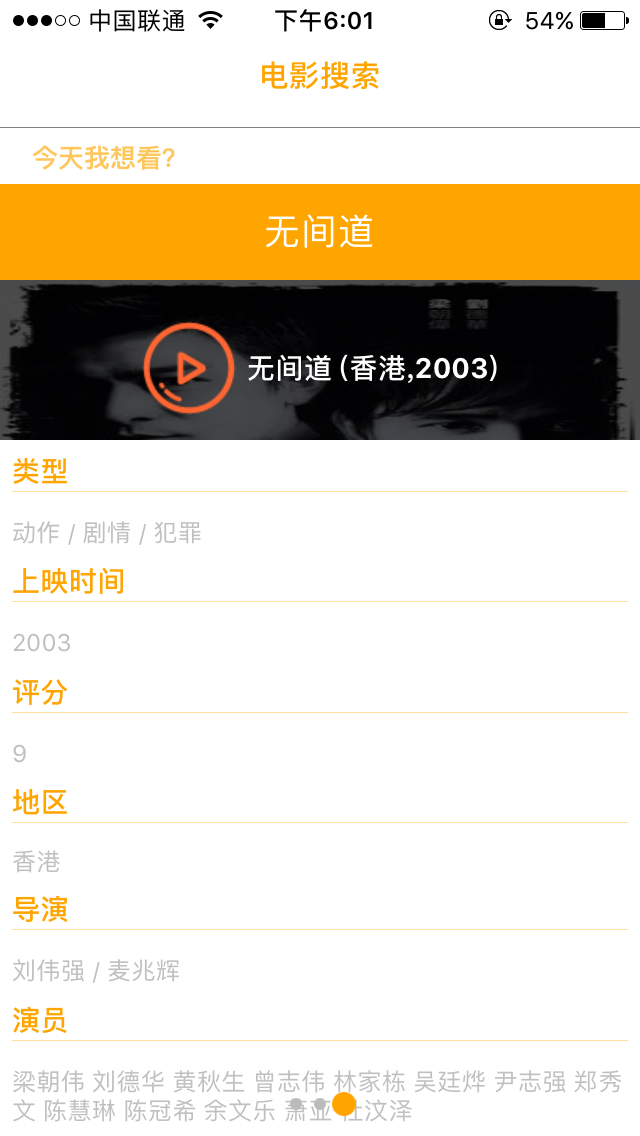 中国联通 下午6:01 54%
电影搜索
今天我想看?
无间道
无间道 (香港,2003)
类型
动作 / 剧情 / 犯罪
上映时间
2003
评分
9
地区
香港
导演
刘伟强 / 麦兆辉
演员
梁朝伟 刘德华 黄秋生 曾志伟 林家栋 吴廷烨 尹志强 郑秀
文 陈慧琳 陈冠希 余文乐 萧亚 杜汶泽